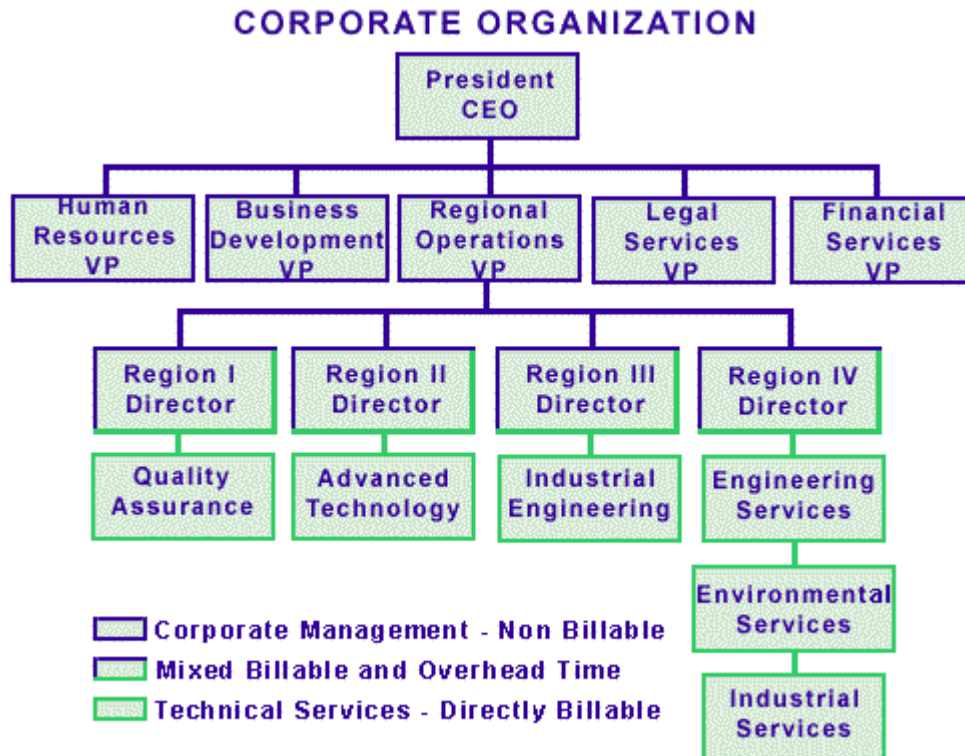 CORPORATE ORGANIZATION
President
CEO
Human
Resources
VP
Business
Development
VP
Regional
Operations
VP
Legal
Services
VP
Financial
Services
VP
Region I
Director
Region II
Director
Region III
Director
Region IV
Director
Quality
Assurance
Advanced
Technology
Industrial
Engineering
Engineering
Services
Environmental
Services
Industrial
Services
Corporate Management - Non Billable
Mixed Billable and Overhead Time
Technical Services - Directly Billable